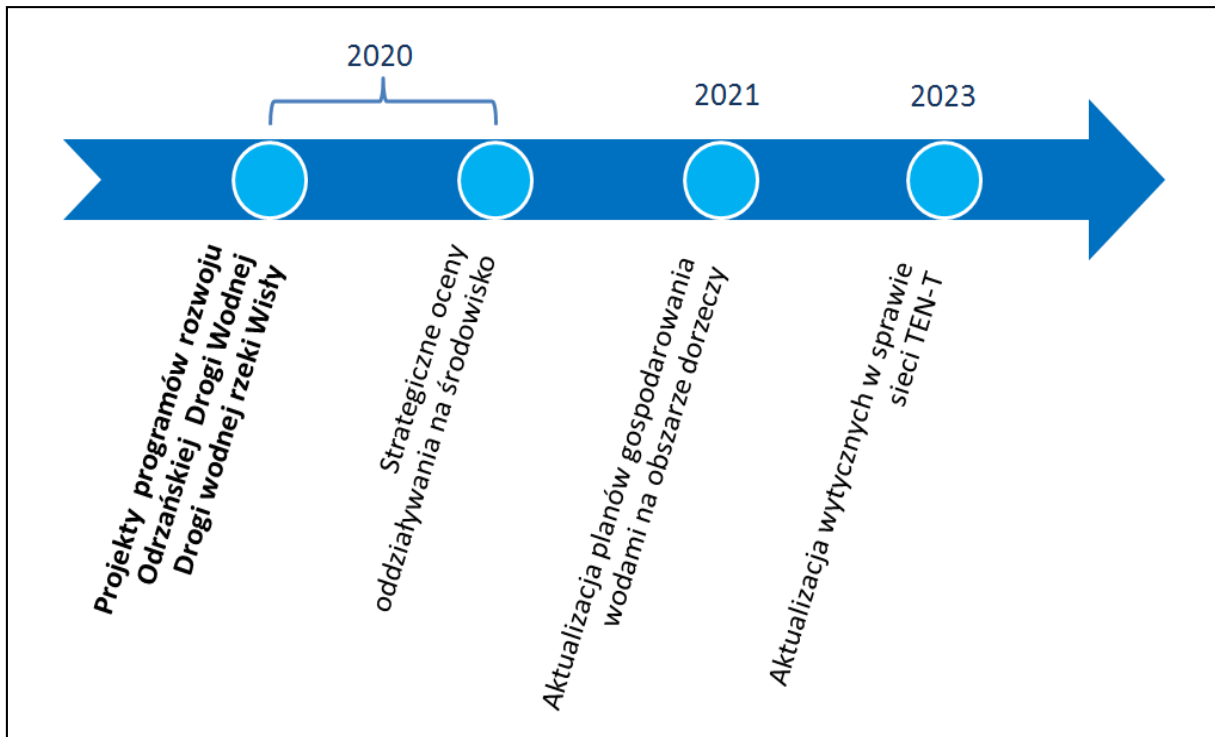 2020
2021
2023
Projekty programów rozwoju
Odrzańskiej Drogi Wodnej
Drogi wodnej rzeki Wisły
Strategiczne oceny
oddziaływania na środowisko
Aktualizacja planów gospodarowania
wodami na obszarze dorzeczy
Aktualizacja wytycznych w sprawie
sieci TEN-T